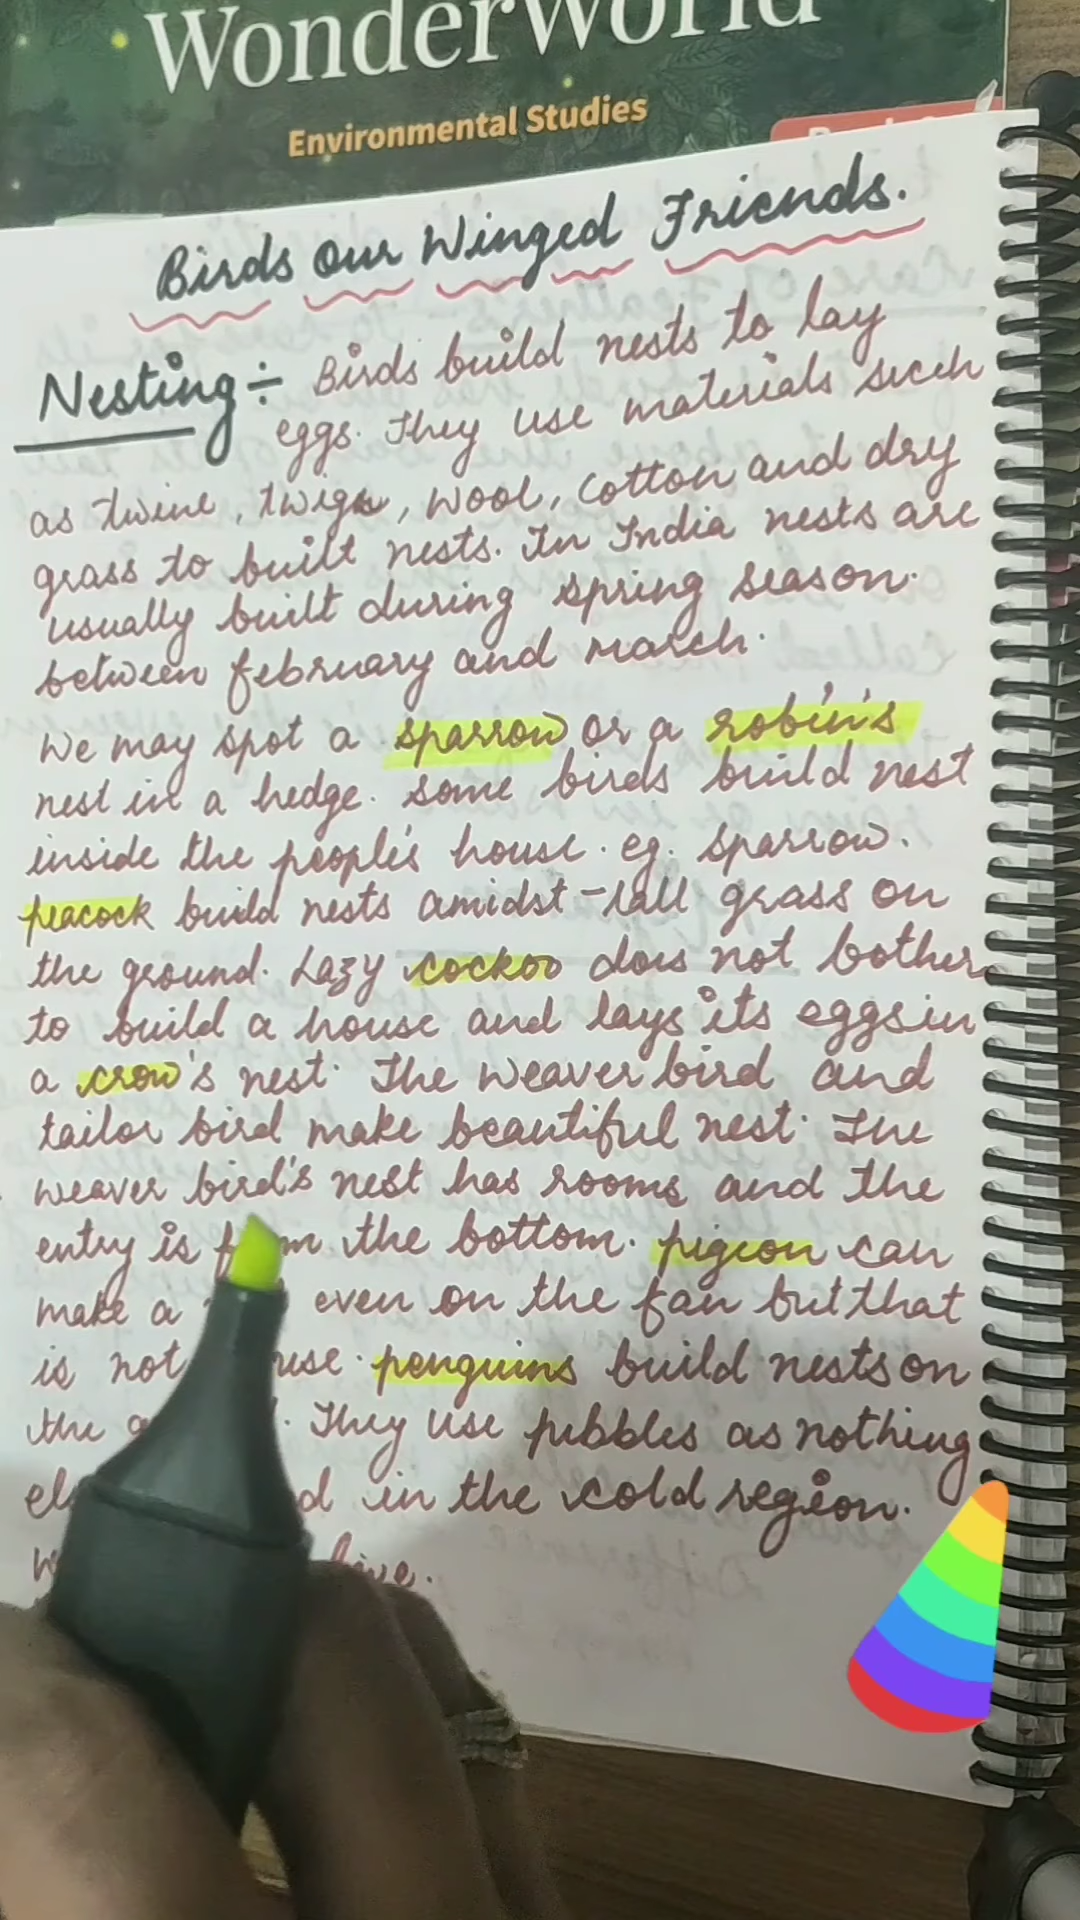 WonderWorld
Environmental Studies
Birds Our Winged Friends.
Nesting÷ Birds build nests to lay
eggs. They use materials such
as twine, twigs, wool, cotton and dry
grass to built nests. In India nests are
usually built during spring season.
between february and march.
We may spot a sparrow or a robin's
nest in a hedge. some birds build nest
inside the people's house. eg. sparrow.
peacock build nests amidst tall grass on
the ground. Lazy cockoo does not bother
to build a house and lays its eggs in
a crow's nest. The weaver bird and
tailor bird make beautiful nest. The
weaver bird's nest has rooms and the
entry is the bottom. pigeon can
make a even on the fan but that
is not penguins build nests on
the They use pebbles as nothing
in the cold region.